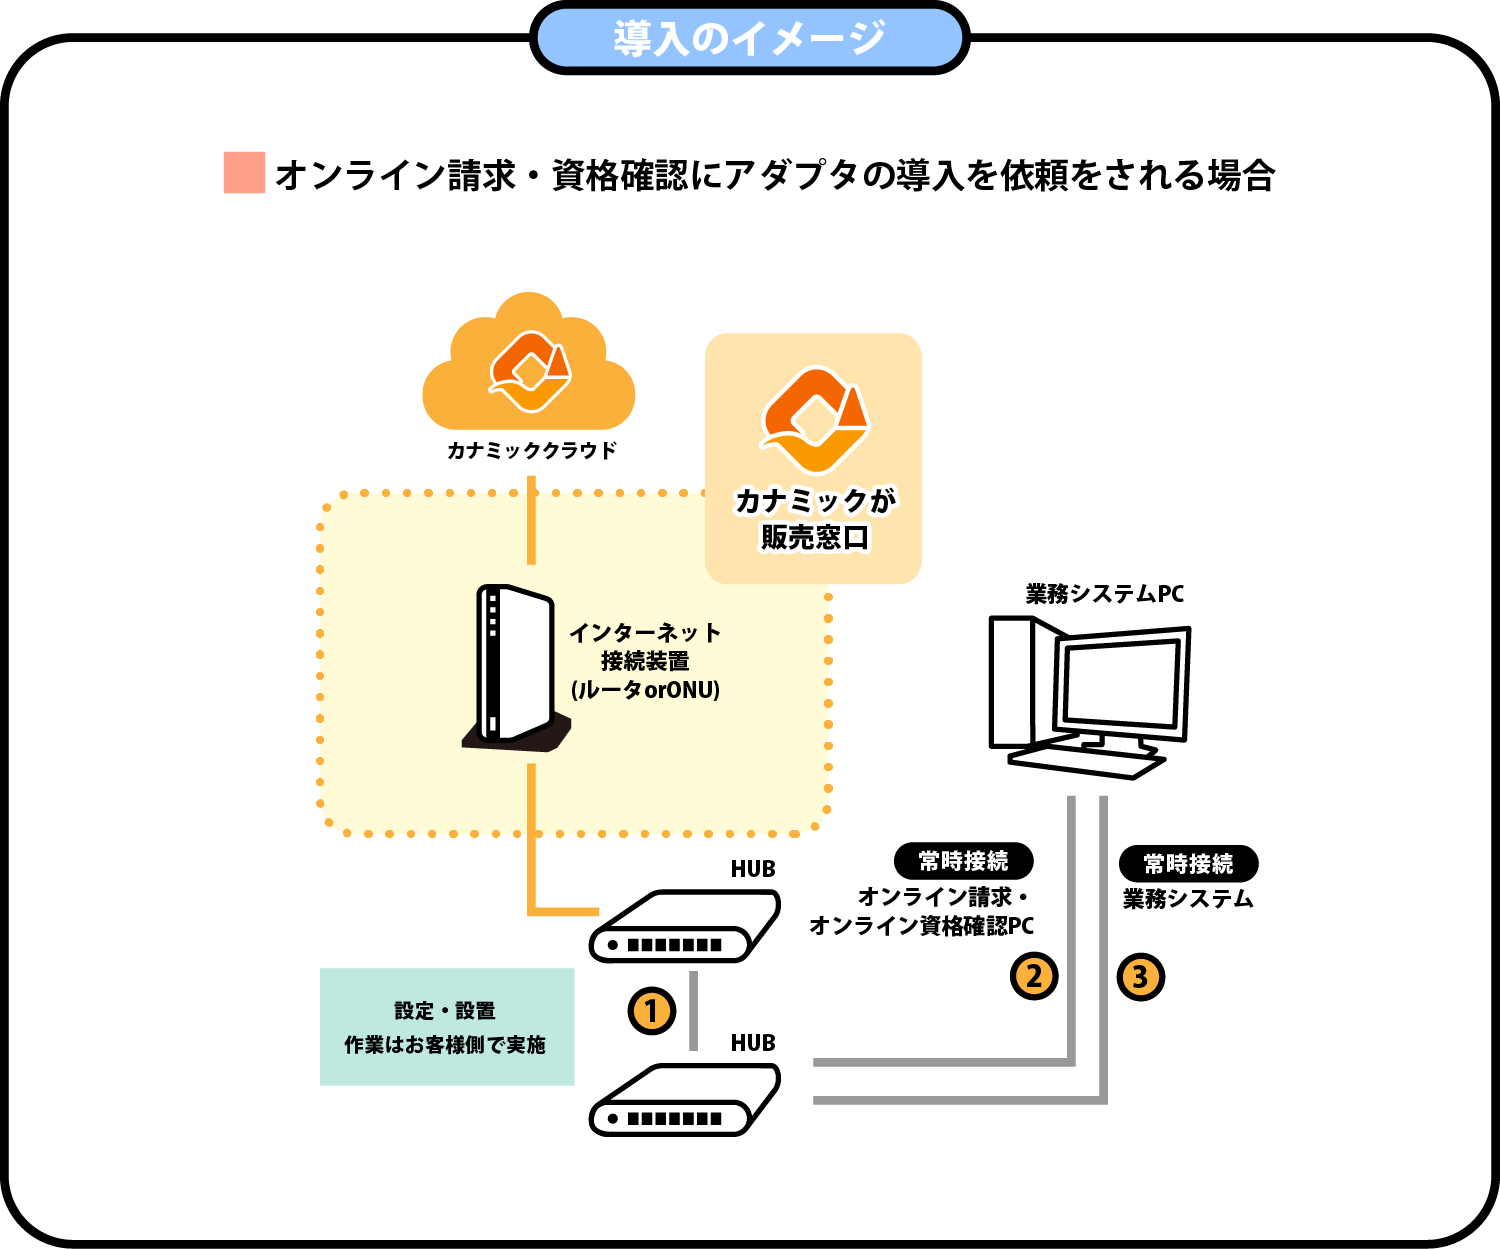 導入のイメージ
オンライン請求・資格確認にアダプタの導入を依頼をされる場合
カナミッククラウド
カナミックが
販売窓口
インターネット
接続装置
(ルータorONU)
業務システムPC
HUB
常時接続
オンライン請求・
オンライン資格確認PC
常時接続
業務システム
2
3
設定・設置
作業はお客様側で実施
1
HUB